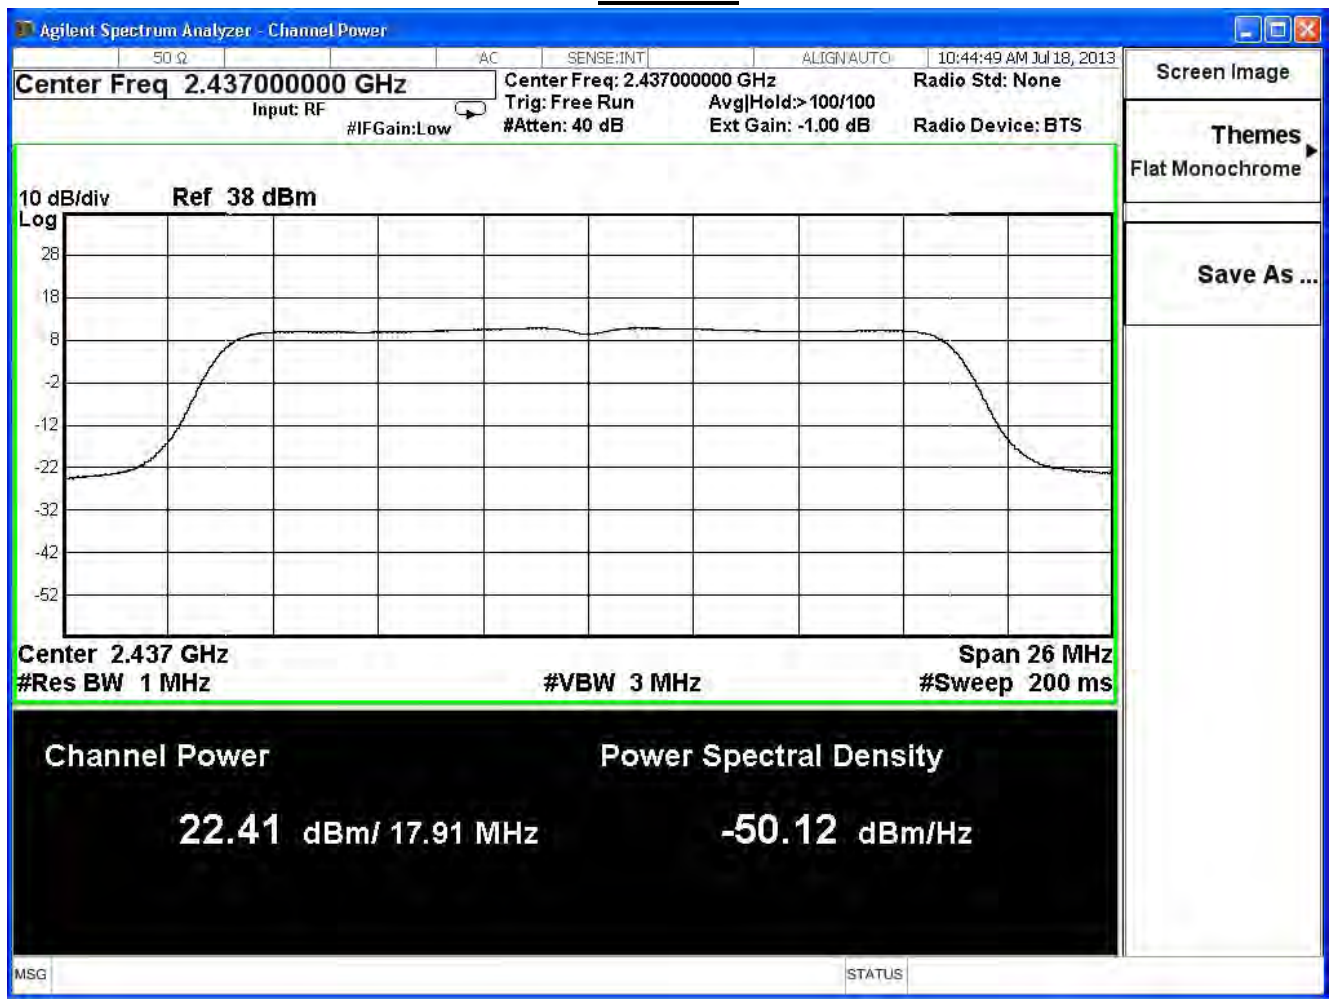 Agilent Spectrum Analyzer - Channel Power
50 Ω AC SENSE:INT ALIGN AUTO 10:44:49 AM Jul 18, 2013
Center Freq 2.437000000 GHz
Input: RF
#IFGain:Low
Center Freq: 2.437000000 GHz
Trig: Free Run Avg|Hold:>100/100
#Atten: 40 dB Ext Gain: -1.00 dB
Radio Std: None
Radio Device: BTS
10 dB/div Ref 38 dBm
Log
28
18
8
-2
-12
-22
-32
-42
-52
Center 2.437 GHz Span 26 MHz
#Res BW 1 MHz #VBW 3 MHz #Sweep 200 ms
Channel Power Power Spectral Density
22.41 dBm/ 17.91 MHz -50.12 dBm/Hz
MSG STATUS
Screen Image
Themes
Flat Monochrome
Save As ...